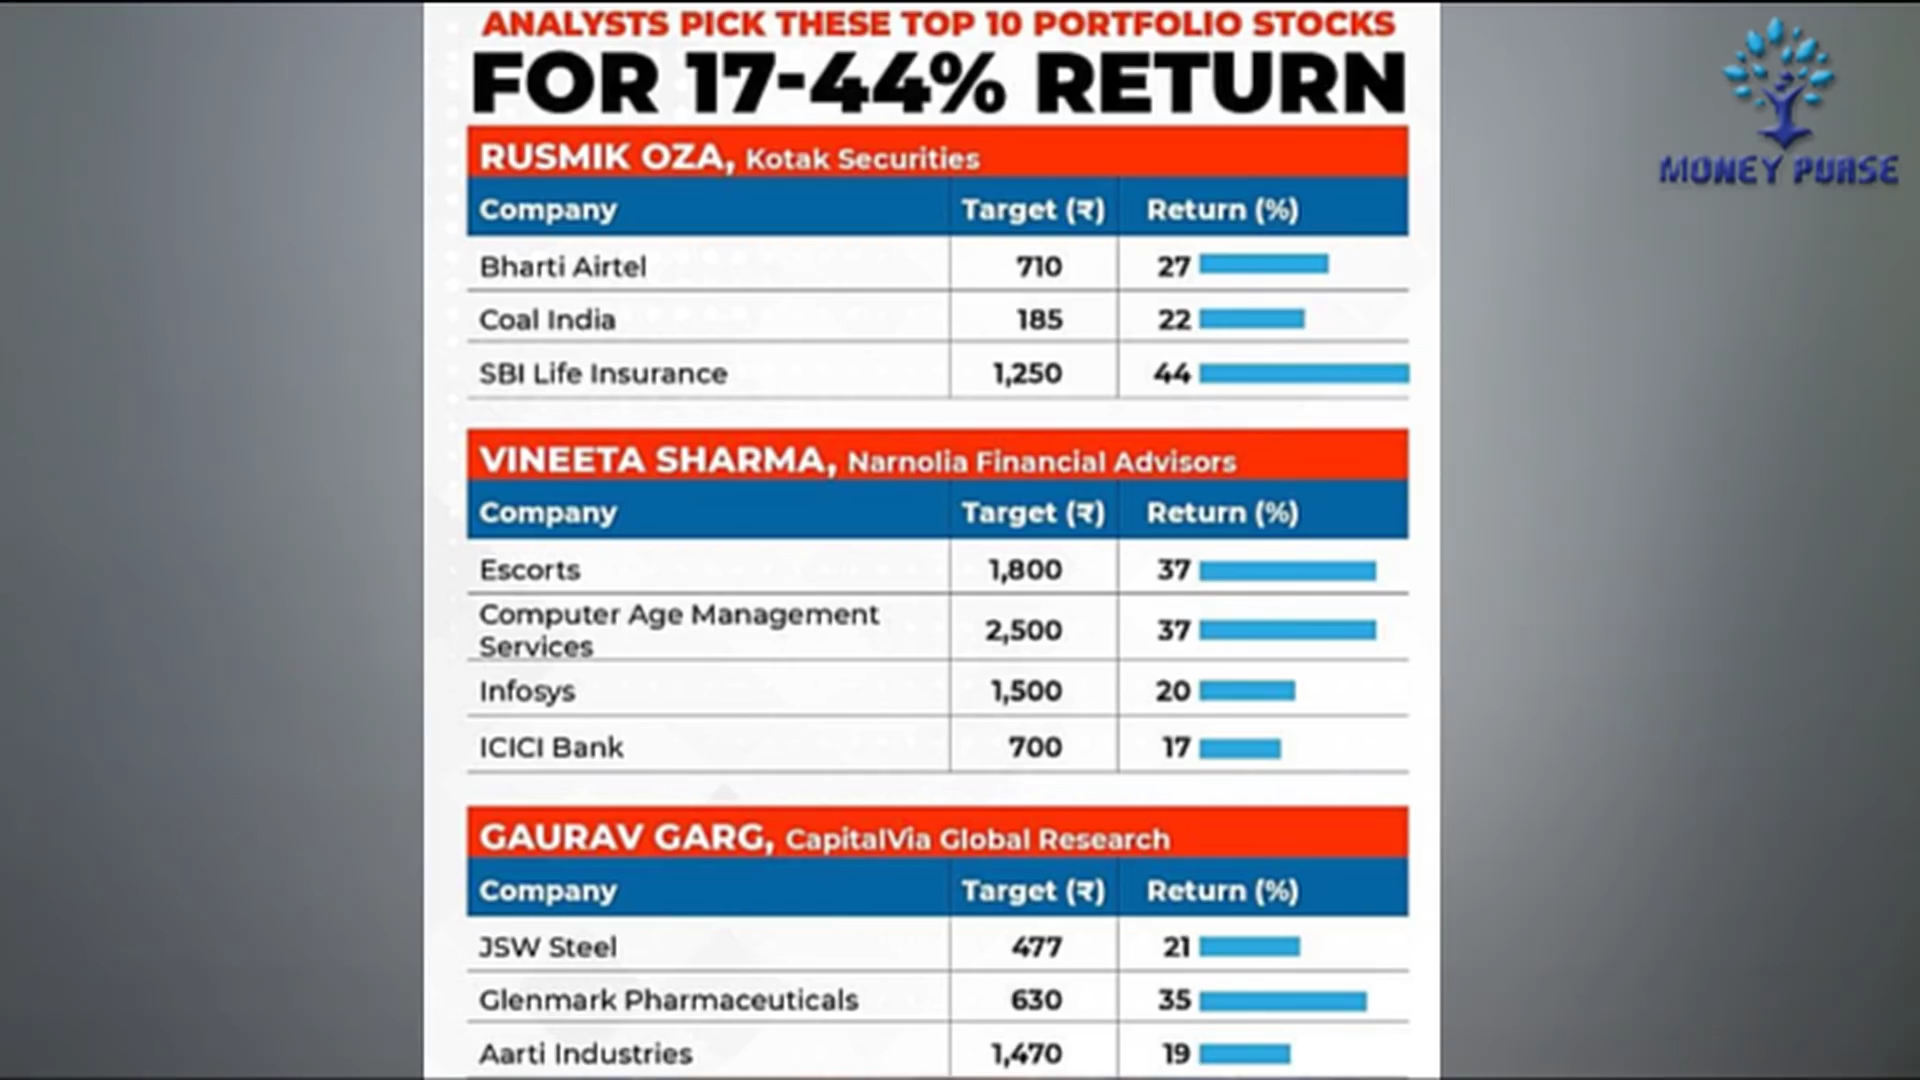 ANALYSTS PICK THESE TOP 10 PORTFOLIO STOCKS
FOR 17-44% RETURN
MONEY PURSE
RUSMIK OZA, Kotak Securities
Company Target (₹) Return (%)
Bharti Airtel 710 27
Coal India 185 22
SBI Life Insurance 1,250 44
VINEETA SHARMA, Narnolia Financial Advisors
Company Target (₹) Return (%)
Escorts 1,800 37
Computer Age Management
Services 2,500 37
Infosys 1,500 20
ICICI Bank 700 17
GAURAV GARG, CapitalVia Global Research
Company Target (₹) Return (%)
JSW Steel 477 21
Glenmark Pharmaceuticals 630 35
Aarti Industries 1,470 19